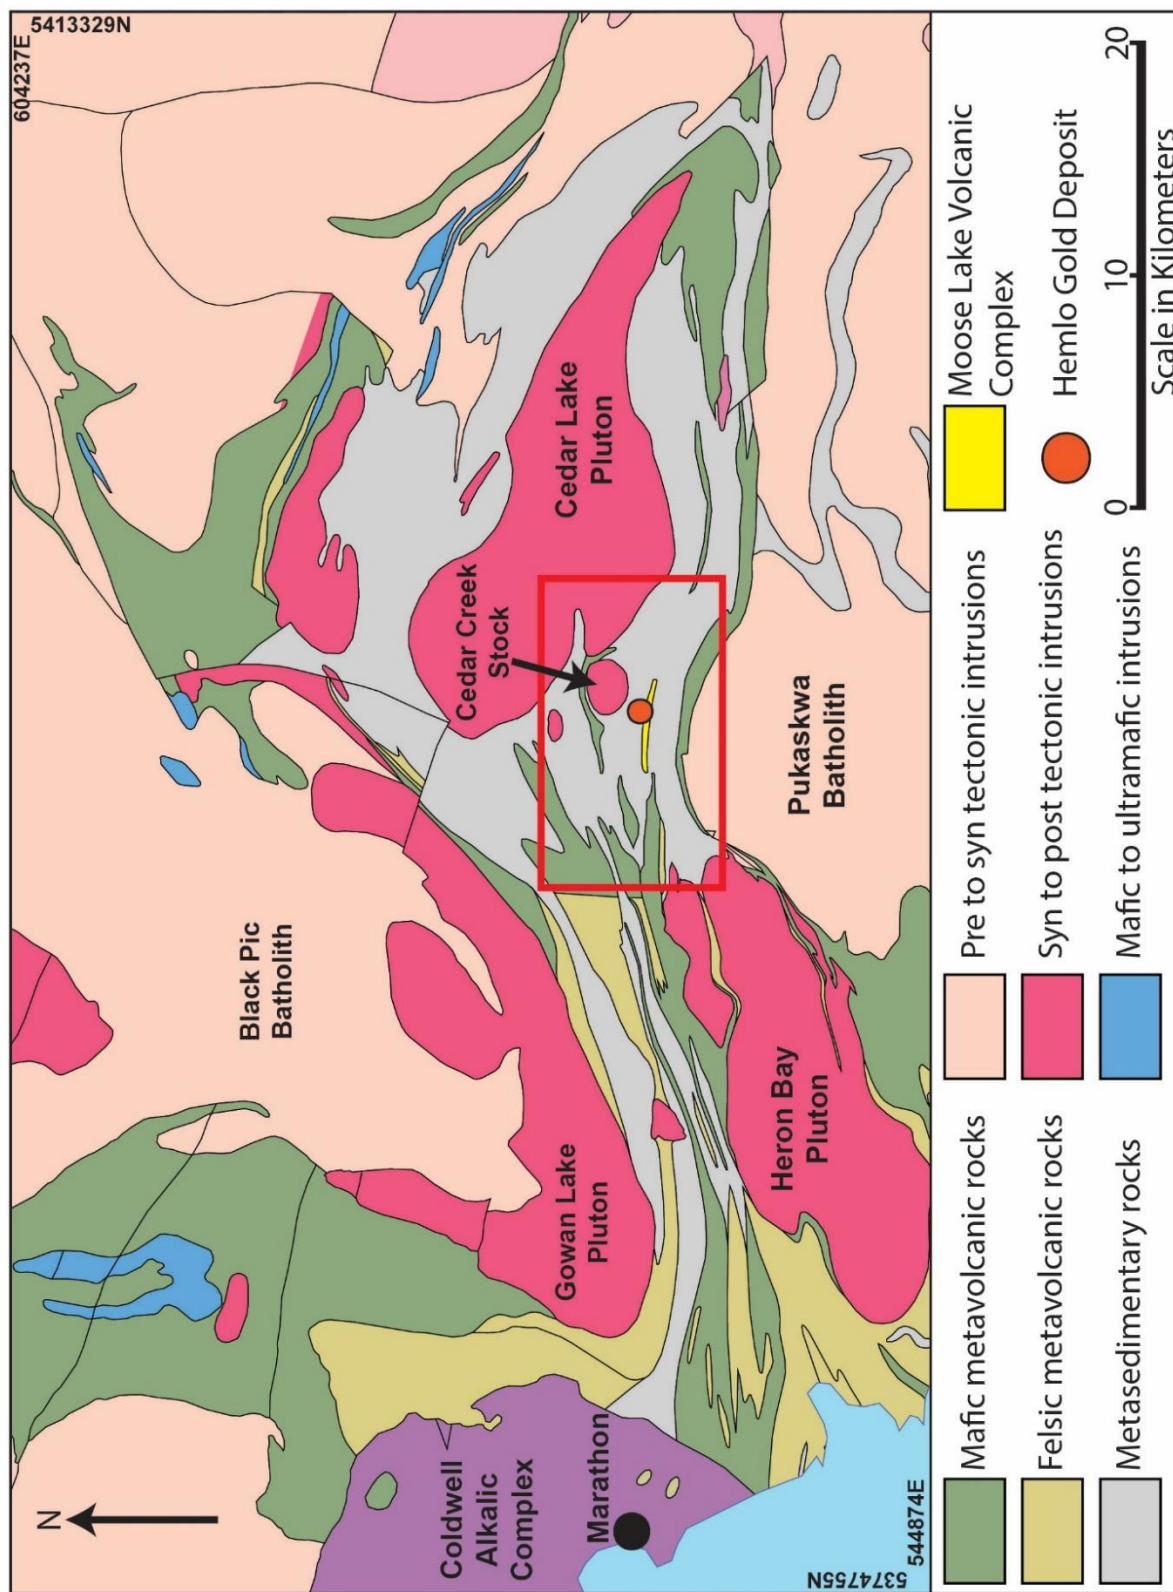 604237E
5413329N
N
Black Pic
Batholith
Gowan Lake
Pluton
Cedar Creek
Stock
Cedar Lake
Pluton
Coldwell
Alkalic
Complex
Marathon
Heron Bay
Pluton
Pukaskwa
Batholith
5374755N
544874E
Mafic metavolcanic rocks
Felsic metavolcanic rocks
Metasedimentary rocks
Pre to syn tectonic intrusions
Syn to post tectonic intrusions
Mafic to ultramafic intrusions
Moose Lake Volcanic
Complex
Hemlo Gold Deposit
0 10 20
Scale in Kilometers